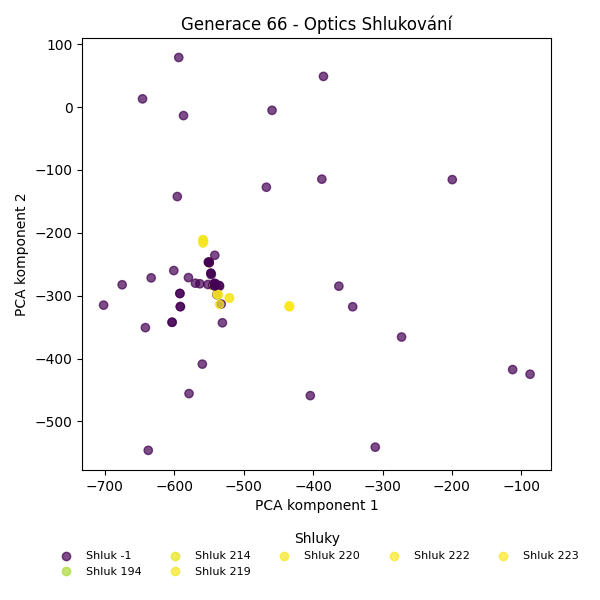 Generace 66 - Optics Shlukování
100
0
−100
−200
−300
−400
−500
PCA komponent 2
−700 −600 −500 −400 −300 −200 −100
PCA komponent 1
Shluky
Shluk -1 Shluk 214 Shluk 220 Shluk 222 Shluk 223
Shluk 194 Shluk 219